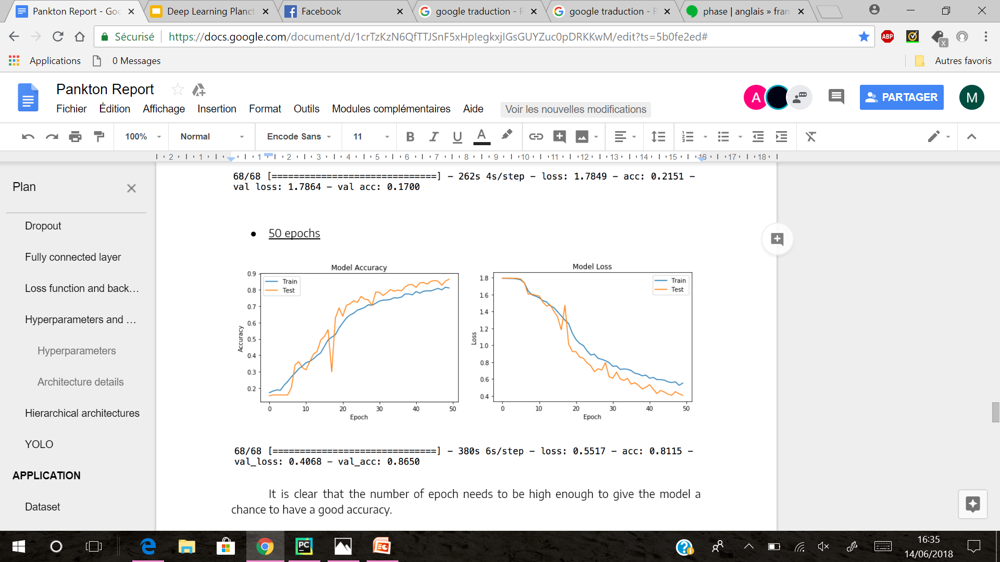 Pankton Report - Goo
Deep Learning Planct
Facebook
google traduction - R
google traduction - R
phase | anglais » fran
Sécurisé
https://docs.google.com/document/d/1crTzKzN6QfTTJSnF5xHpIegkxjIGsGUYZuc0pDRKKwM/edit?ts=5b0fe2ed#
ABP
X
Applications
0 Messages
Autres favoris
Pankton Report
A
PARTAGER
M
Fichier Édition Affichage Insertion Format Outils Modules complémentaires Aide
Voir les nouvelles modifications
100% Normal Encode Sans 11 B I U A
2 1 1 2 3 4 5 6 7 8 9 10 11 12 13 14 15 16 17 18
Plan
Dropout
Fully connected layer
Loss function and back...
Hyperparameters and ...
Hyperparameters
Architecture details
Hierarchical architectures
YOLO
APPLICATION
Dataset
68/68 [==============================] - 262s 4s/step - loss: 1.7849 - acc: 0.2151 -
val loss: 1.7864 - val acc: 0.1700
● 50 epochs
Model Accuracy
Train
Test
0.9
0.8
0.7
0.6
0.5
0.4
0.3
0.2
Accuracy
0 10 20 30 40 50
Epoch
Model Loss
Train
Test
1.8
1.6
1.4
1.2
1.0
0.8
0.6
0.4
Loss
0 10 20 30 40 50
Epoch
68/68 [==============================] - 380s 6s/step - loss: 0.5517 - acc: 0.8115 -
val_loss: 0.4068 - val_acc: 0.8650
It is clear that the number of epoch needs to be high enough to give the model a
chance to have a good accuracy.
PC
16:35
14/06/2018